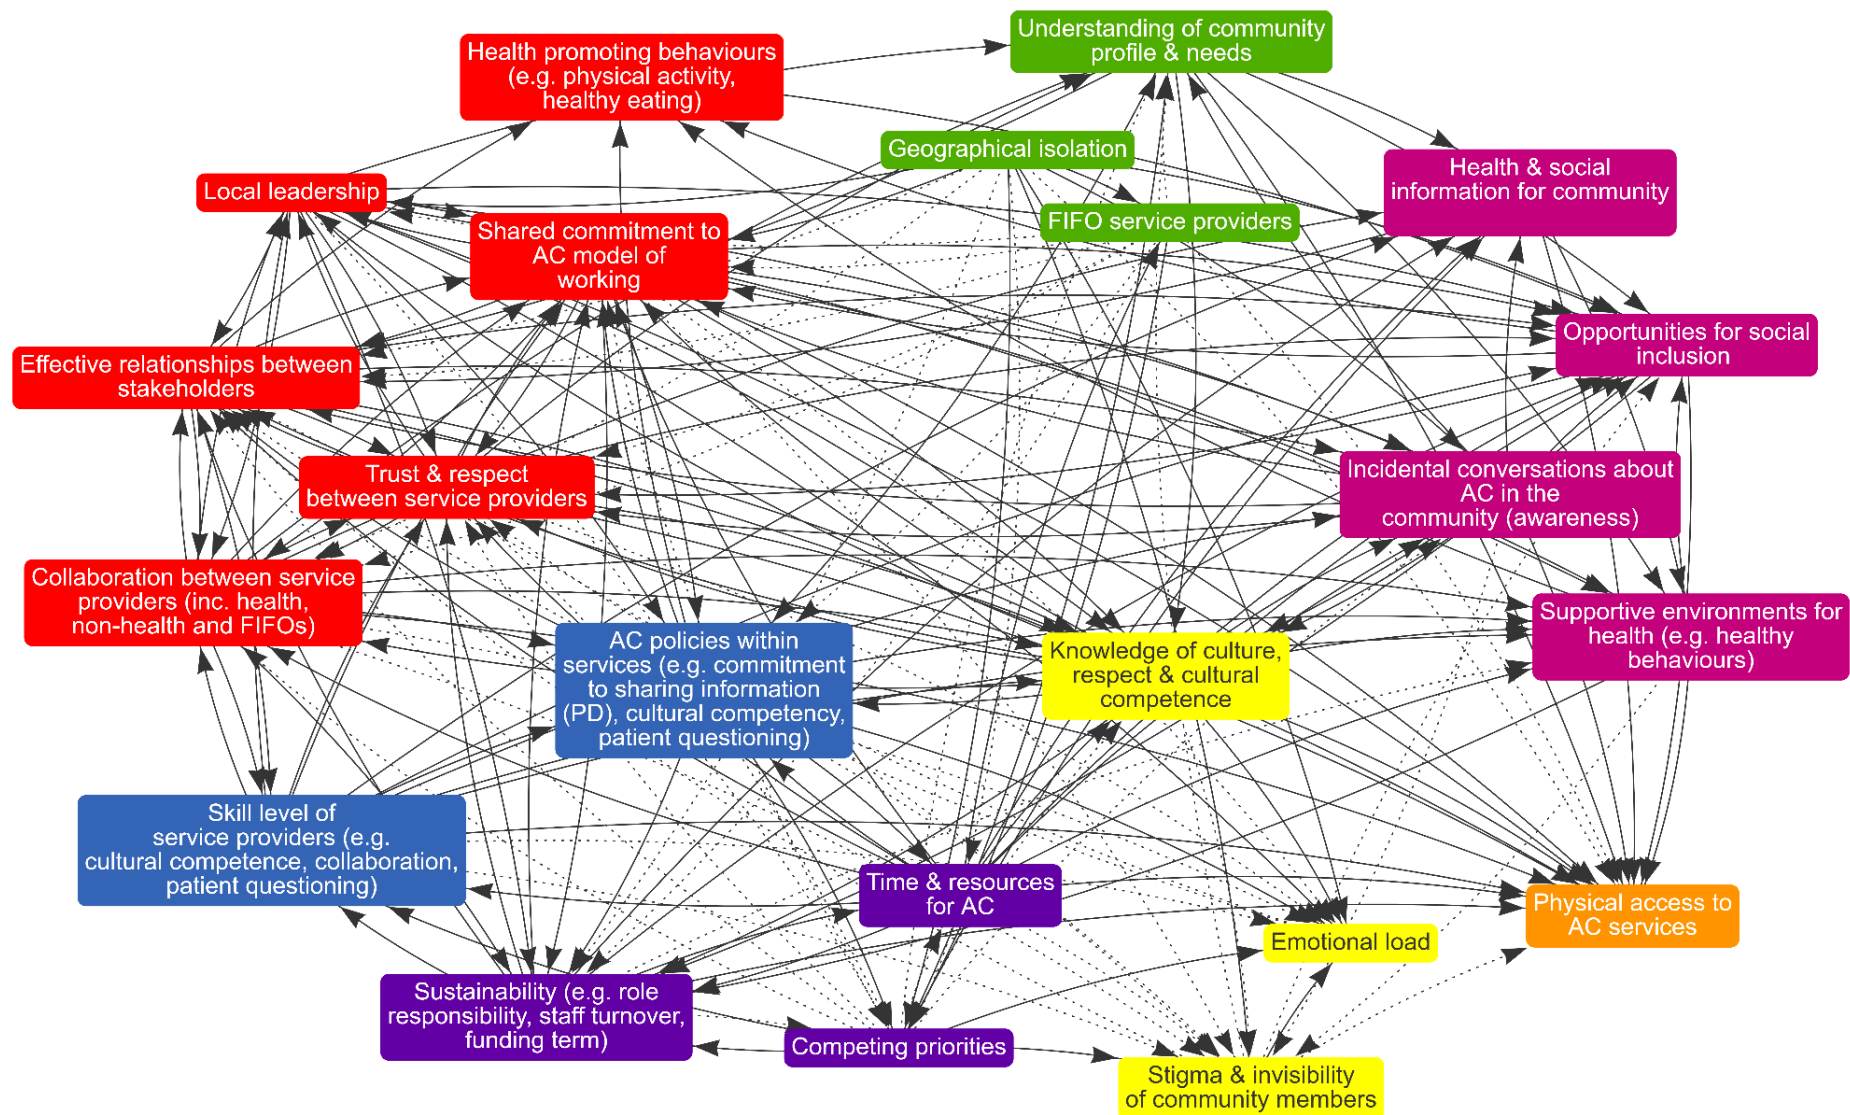 Understanding of community
profile & needs
Health promoting behaviours
(e.g. physical activity,
healthy eating)
Geographical isolation
Health & social
information for community
Local leadership
FIFO service providers
Shared commitment to
AC model of
working
Opportunities for social
inclusion
Effective relationships between
stakeholders
Trust & respect
between service providers
Incidental conversations about
AC in the
community (awareness)
Collaboration between service
providers (inc. health,
non-health and FIFOs)
AC policies within
services (e.g. commitment
to sharing information
(PD), cultural competency,
patient questioning)
Knowledge of culture,
respect & cultural
competence
Supportive environments for
health (e.g. healthy
behaviours)
Skill level of
service providers (e.g.
cultural competence, collaboration,
patient questioning)
Time & resources
for AC
Physical access to
AC services
Emotional load
Sustainability (e.g. role
responsibility, staff turnover,
funding term)
Competing priorities
Stigma & invisibility
of community members